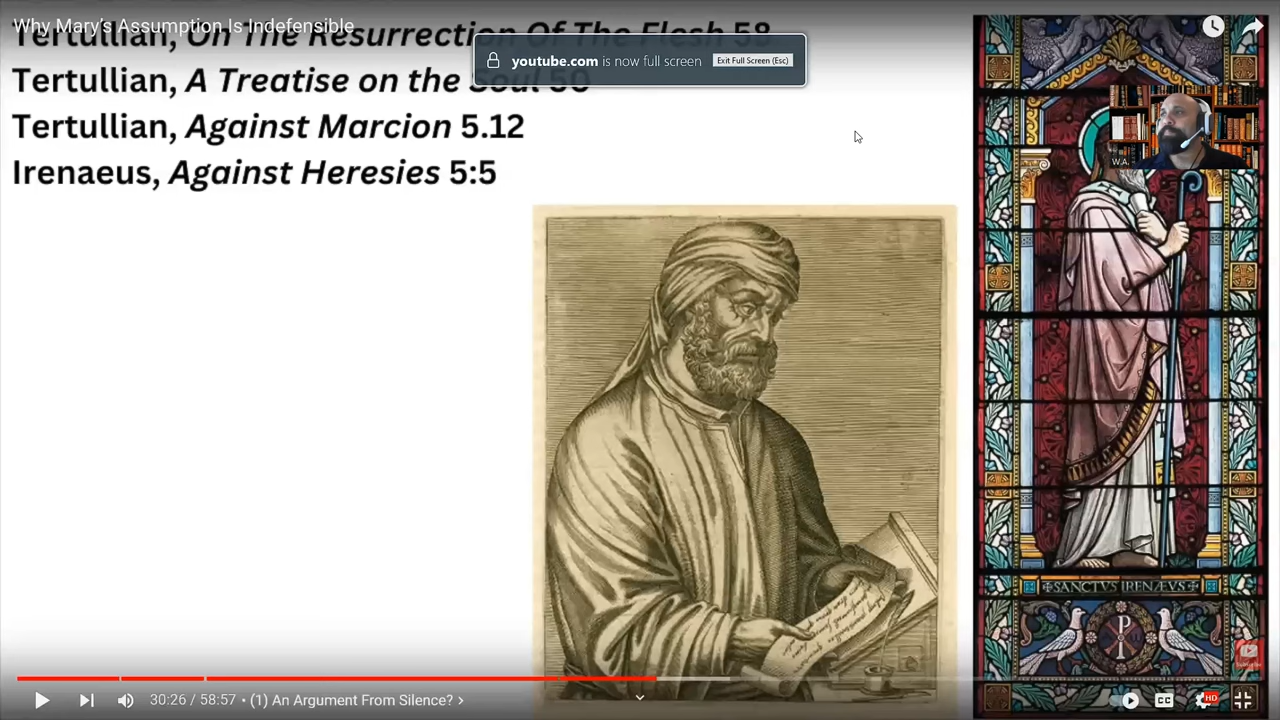 Why Mary's Assumption Is Indefensible
Tertullian, On The Resurrection Of The Flesh 58
youtube.com is now full screen Exit Full Screen (Esc)
Tertullian, A Treatise on the Soul 50
Tertullian, Against Marcion 5.12
Irenaeus, Against Heresies 5:5
W.A.
SANCTVS IRENÆVS
30:26 / 58:57 • (1) An Argument From Silence? >
CC
HD